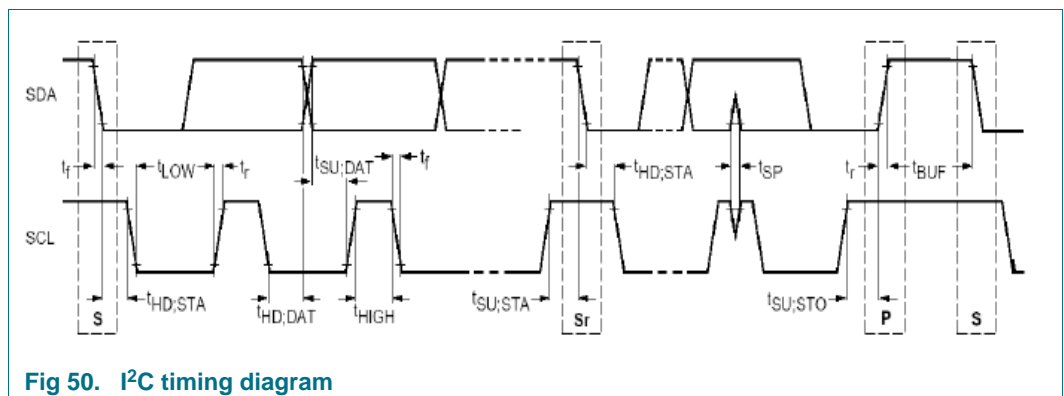 SDA
tf
tLOW
tr
tSU;DAT
tf
tHD;STA
tSP
tr
tBUF
SCL
tHD;STA
tHD;DAT
tHIGH
tSU;STA
tSU;STO
S
Sr
P
S
Fig 50. I²C timing diagram